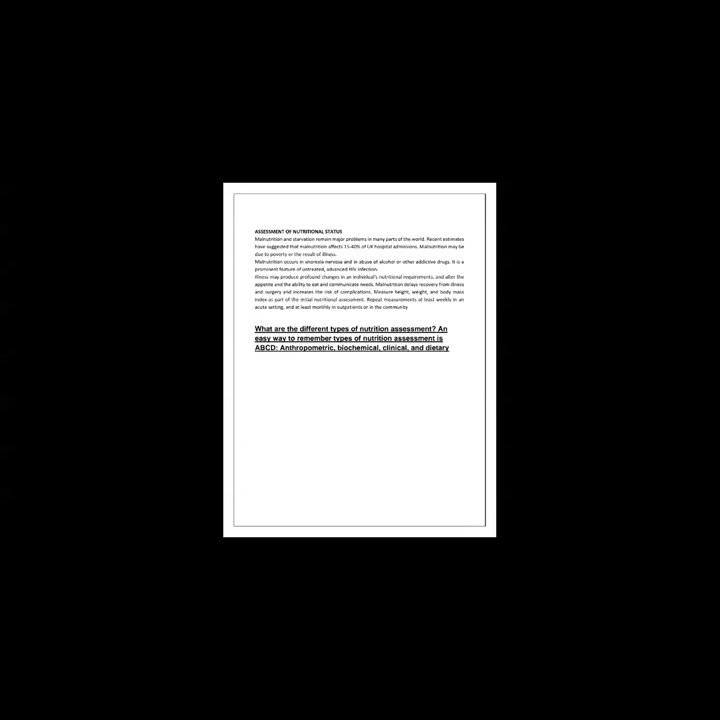 ASSESSMENT OF NUTRITIONAL STATUS
Malnutrition and starvation remain major problems in many parts of the world. Recent estimates
have suggested that malnutrition affects 15-40% of UK hospital admissions. Malnutrition may be
due to poverty or the result of illness.
Malnutrition occurs in anorexia nervosa and in abuse of alcohol or other addictive drugs. It is a
prominent feature of untreated, advanced HIV infection.
Illness may produce profound changes in an individual's nutritional requirements, and alter the
appetite and the ability to eat and communicate needs. Malnutrition delays recovery from illness
and surgery and increases the risk of complications. Measure height, weight, and body mass
index as part of the initial nutritional assessment. Repeat measurements at least weekly in an
acute setting, and at least monthly in outpatients or in the community
What are the different types of nutrition assessment? An
easy way to remember types of nutrition assessment is
ABCD: Anthropometric, biochemical, clinical, and dietary